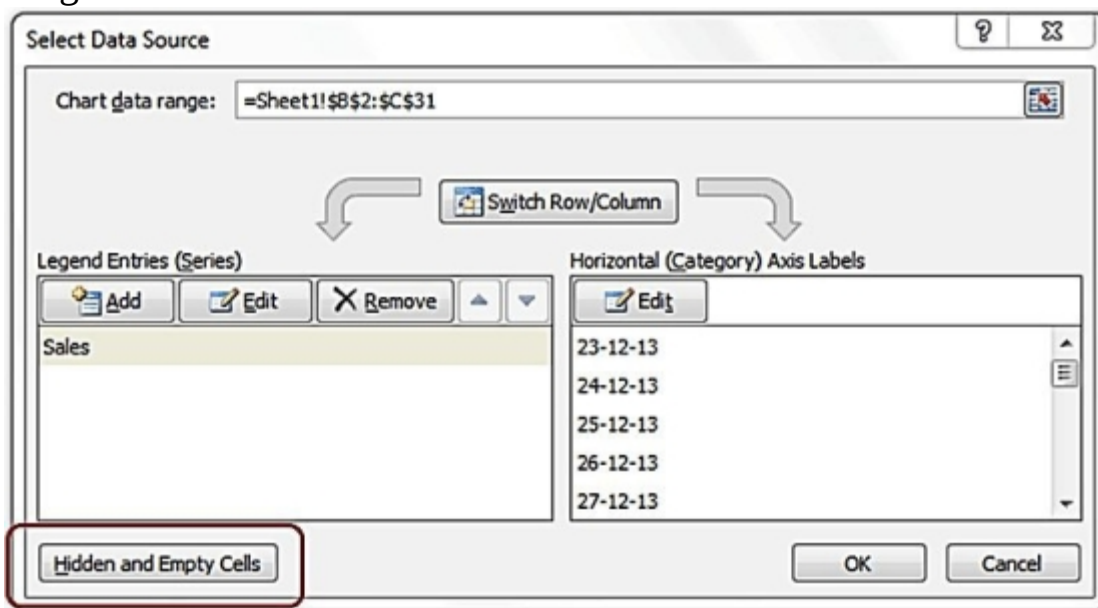 Select Data Source
Chart data range: =Sheet1!$B$2:$C$31
Switch Row/Column
Legend Entries (Series)
Add Edit Remove
Sales
Horizontal (Category) Axis Labels
Edit
23-12-13
24-12-13
25-12-13
26-12-13
27-12-13
Hidden and Empty Cells
OK Cancel